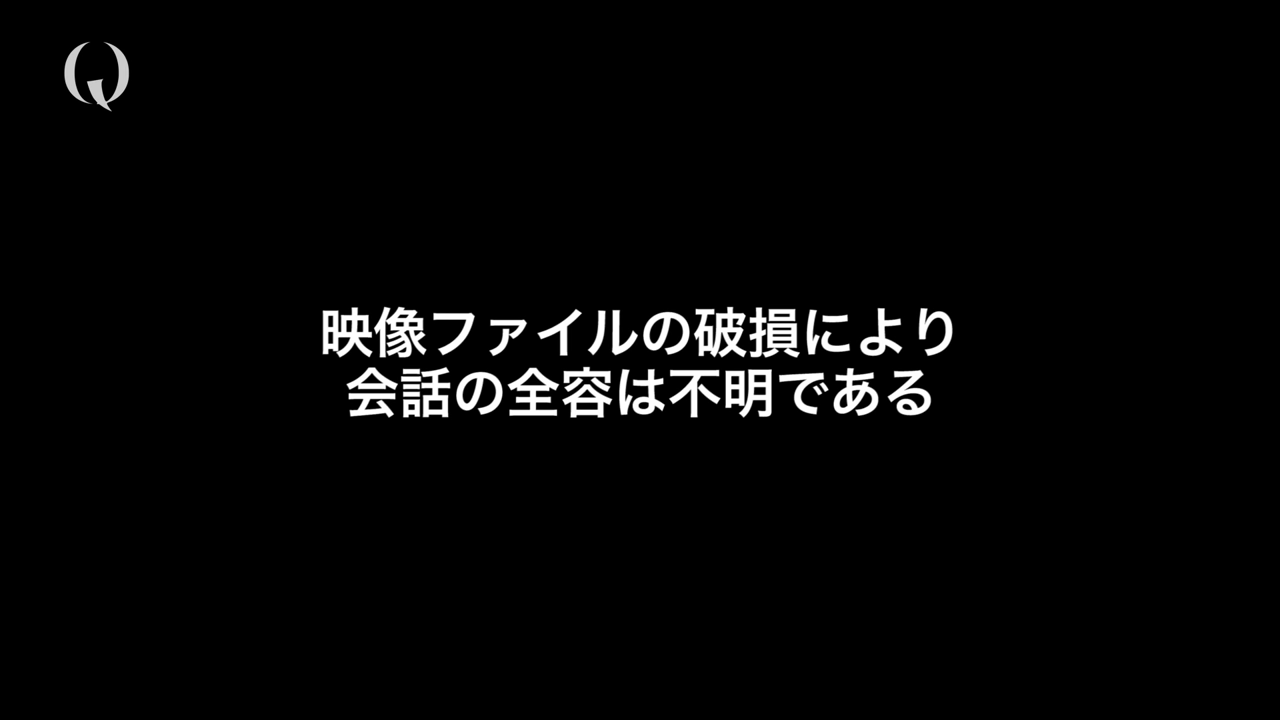 Q
映像ファイルの破損により
会話の全容は不明である